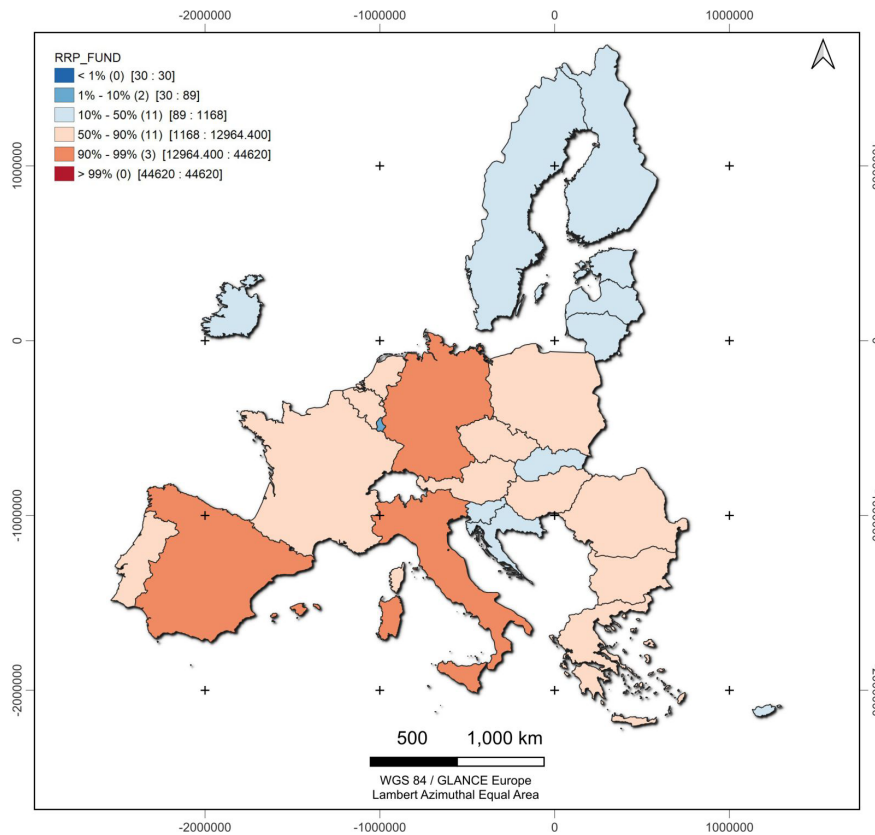 -2000000 -1000000 0 1000000
RRP_FUND
< 1% (0) [30 : 30]
1% - 10% (2) [30 : 89]
10% - 50% (11) [89 : 1168]
50% - 90% (11) [1168 : 12964.400]
90% - 99% (3) [12964.400 : 44620]
> 99% (0) [44620 : 44620]
1000000
0
0
-1000000
-2000000
500 1,000 km
WGS 84 / GLANCE Europe
Lambert Azimuthal Equal Area
-2000000 -1000000 0 1000000